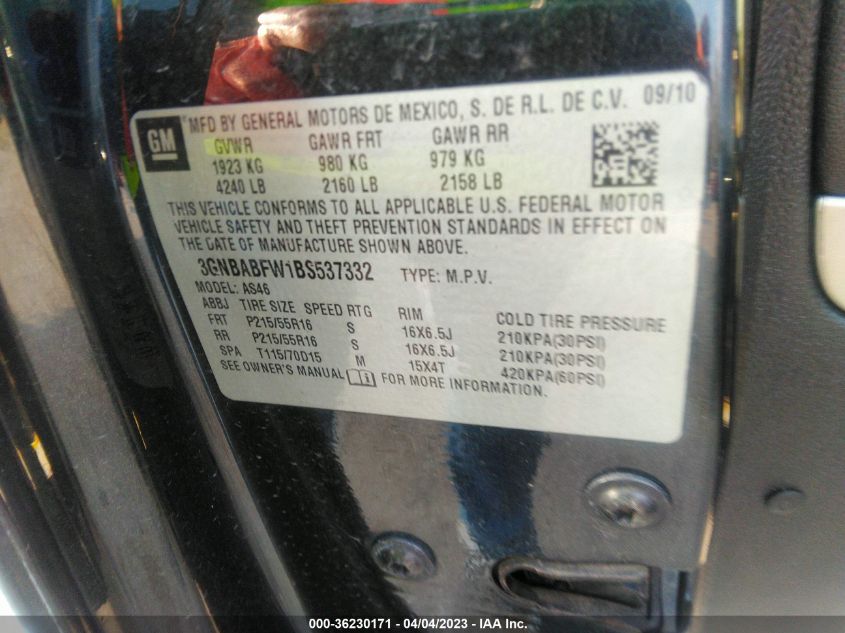 GM
MFD BY GENERAL MOTORS DE MEXICO, S. DE R.L. DE C.V. 09/10
GVWR GAWR FRT GAWR RR
1923 KG 980 KG 979 KG
4240 LB 2160 LB 2158 LB
THIS VEHICLE CONFORMS TO ALL APPLICABLE U.S. FEDERAL MOTOR
VEHICLE SAFETY AND THEFT PREVENTION STANDARDS IN EFFECT ON
THE DATE OF MANUFACTURE SHOWN ABOVE.
3GNBABFW1BS537332 TYPE: M.P.V.
MODEL: AS46
ABBJ TIRE SIZE SPEED RTG RIM COLD TIRE PRESSURE
FRT P215/55R16 S 16X6.5J 210KPA(30PSI)
RR P215/55R16 S 16X6.5J 210KPA(30PSI)
SPA T115/70D15 M 15X4T 420KPA(60PSI)
SEE OWNER'S MANUAL FOR MORE INFORMATION.
000-36230171 - 04/04/2023 - IAA Inc.